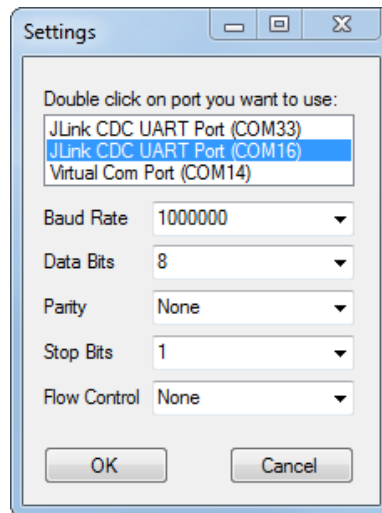 Settings
Double click on port you want to use:
JLink CDC UART Port (COM33)
JLink CDC UART Port (COM16)
Virtual Com Port (COM14)
Baud Rate 1000000
Data Bits 8
Parity None
Stop Bits 1
Flow Control None
OK Cancel